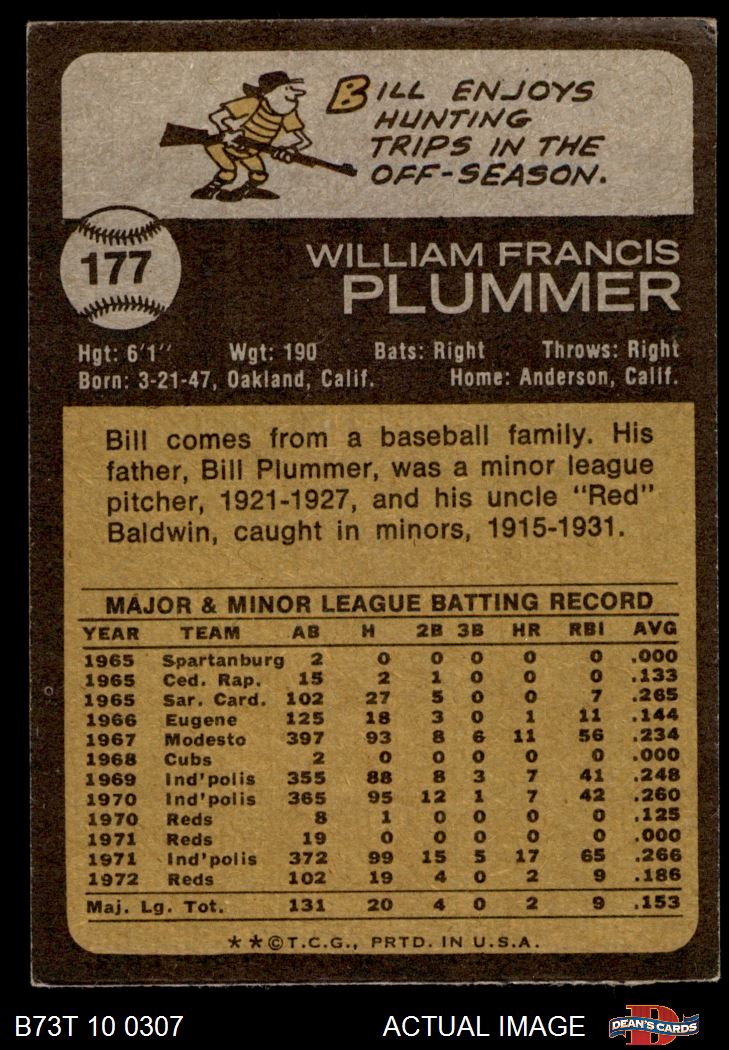 BILL ENJOYS
HUNTING
TRIPS IN THE
OFF-SEASON.
177
WILLIAM FRANCIS
PLUMMER
Hgt: 6'1" Wgt: 190 Bats: Right Throws: Right
Born: 3-21-47, Oakland, Calif. Home: Anderson, Calif.
Bill comes from a baseball family. His
father, Bill Plummer, was a minor league
pitcher, 1921-1927, and his uncle "Red"
Baldwin, caught in minors, 1915-1931.
MAJOR & MINOR LEAGUE BATTING RECORD
YEAR TEAM AB H 2B 3B HR RBI AVG
1965 Spartanburg 2 0 0 0 0 0 .000
1965 Ced. Rap. 15 2 1 0 0 0 .133
1965 Sar. Card. 102 27 5 0 0 7 .265
1966 Eugene 125 18 3 0 1 11 .144
1967 Modesto 397 93 8 6 11 56 .234
1968 Cubs 2 0 0 0 0 0 .000
1969 Ind'polis 355 88 8 3 7 41 .248
1970 Ind'polis 365 95 12 1 7 42 .260
1970 Reds 8 1 0 0 0 0 .125
1971 Reds 19 0 0 0 0 0 .000
1971 Ind'polis 372 99 15 5 17 65 .266
1972 Reds 102 19 4 0 2 9 .186
Maj. Lg. Tot. 131 20 4 0 2 9 .153
**©T.C.G., PRTD. IN U.S.A.
B73T 10 0307 ACTUAL IMAGE DEAN'S CARDS